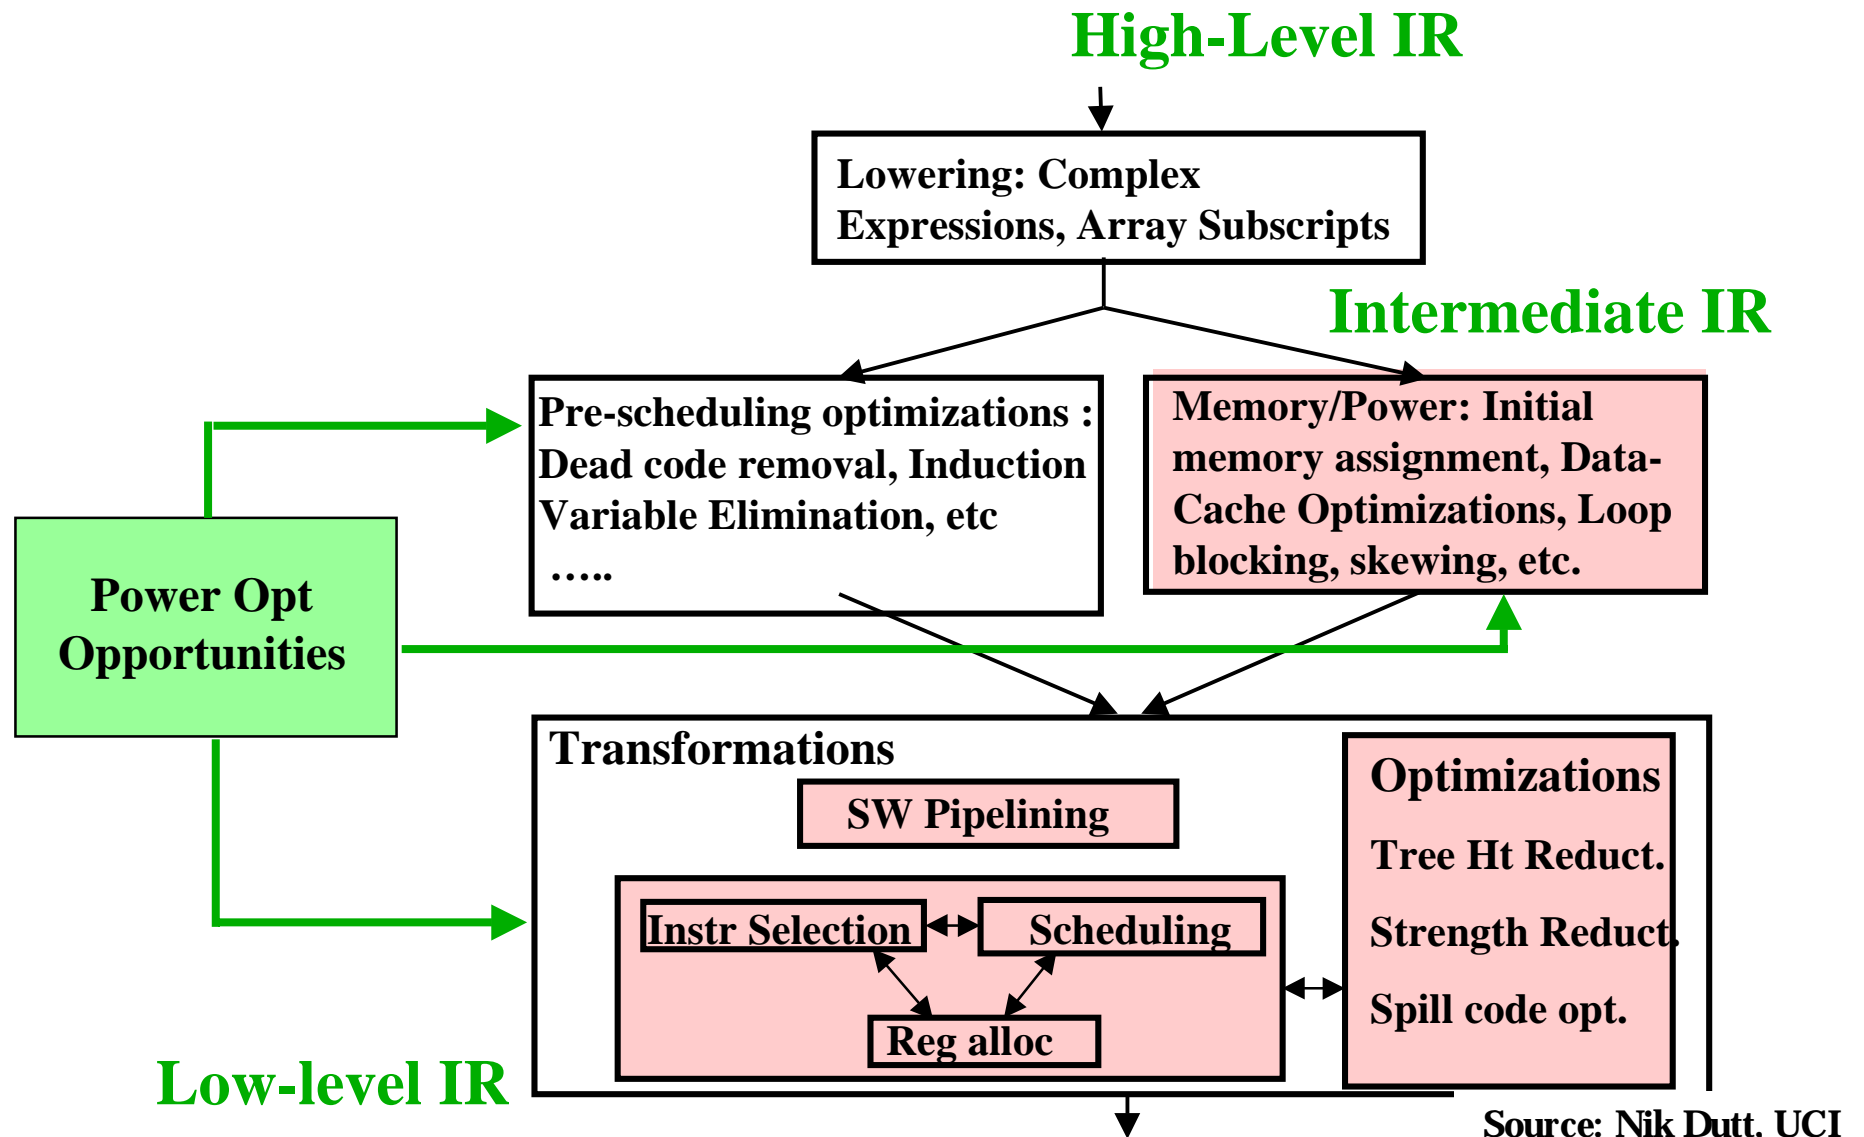 High-Level IR
Lowering: Complex
Expressions, Array Subscripts
Intermediate IR
Pre-scheduling optimizations :
Dead code removal, Induction
Variable Elimination, etc
…..
Memory/Power: Initial
memory assignment, Data-
Cache Optimizations, Loop
blocking, skewing, etc.
Power Opt
Opportunities
Transformations
SW Pipelining
Instr Selection
Scheduling
Reg alloc
Optimizations
Tree Ht Reduct.
Strength Reduct.
Spill code opt.
Low-level IR
Source: Nik Dutt, UCI